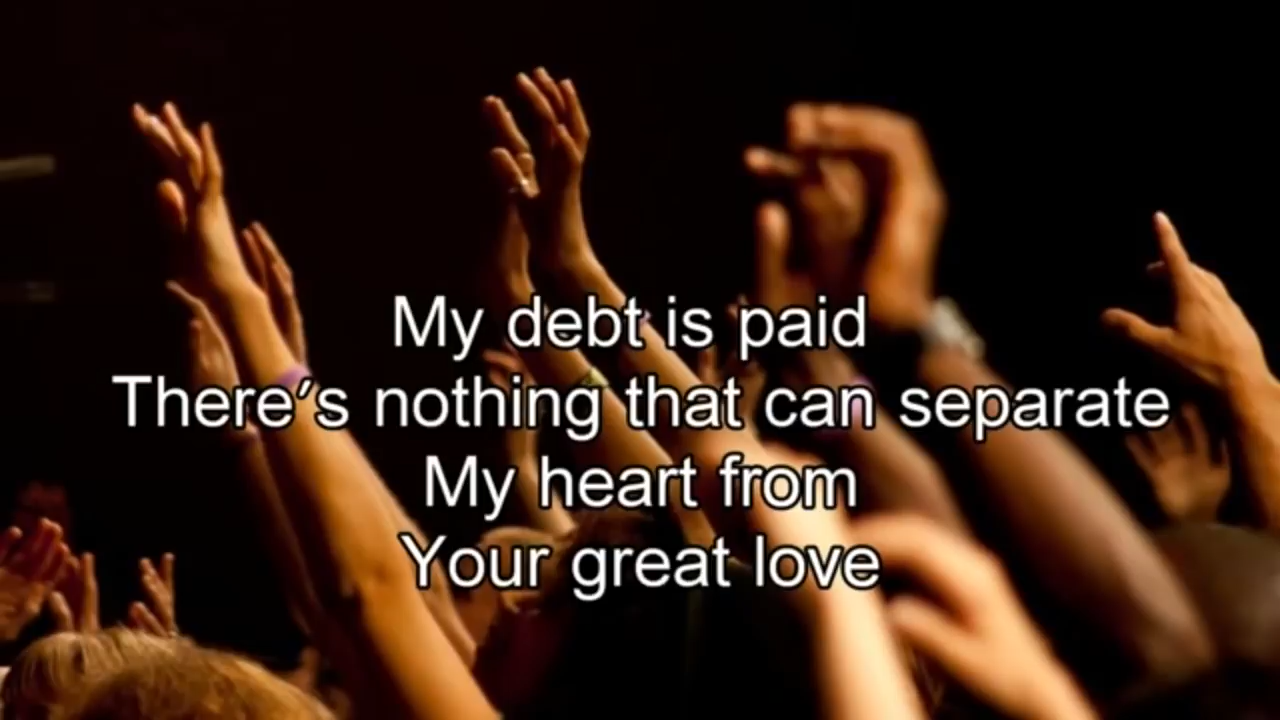 My debt is paid
There's nothing that can separate
My heart from
Your great love